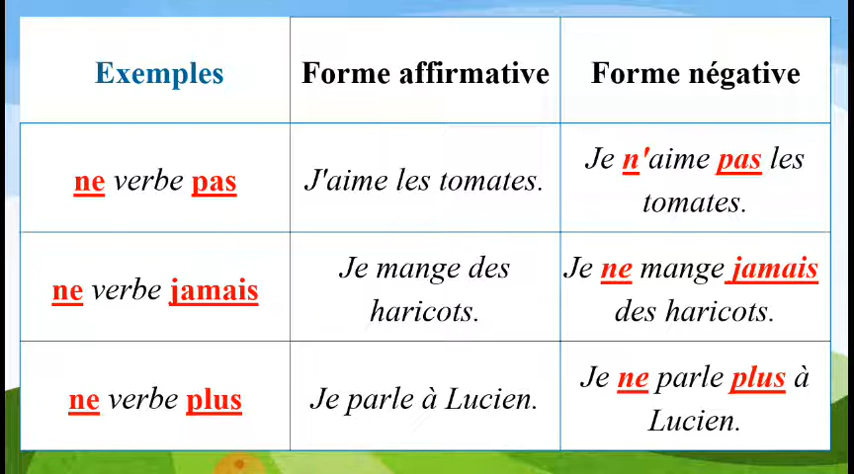 Exemples
Forme affirmative
Forme négative
ne verbe pas
J'aime les tomates.
Je n'aime pas les
tomates.
ne verbe jamais
Je mange des
haricots.
Je ne mange jamais
des haricots.
ne verbe plus
Je parle à Lucien.
Je ne parle plus à
Lucien.